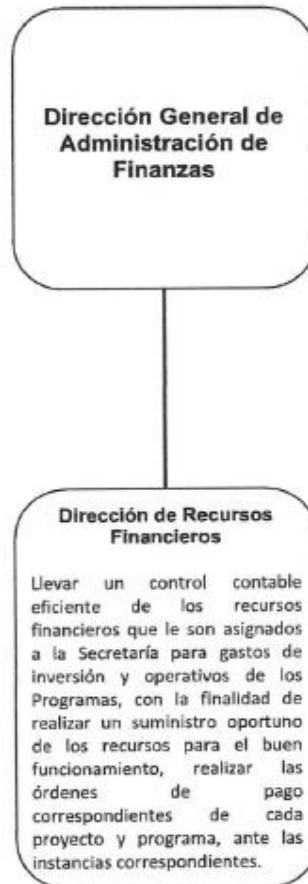 Dirección General de
Administración de
Finanzas
Dirección de Recursos
Financieros
Llevar un control contable
eficiente de los recursos
financieros que le son asignados
a la Secretaría para gastos de
inversión y operativos de los
Programas, con la finalidad de
realizar un suministro oportuno
de los recursos para el buen
funcionamiento, realizar las
órdenes de pago
correspondientes de cada
proyecto y programa, ante las
instancias correspondientes.